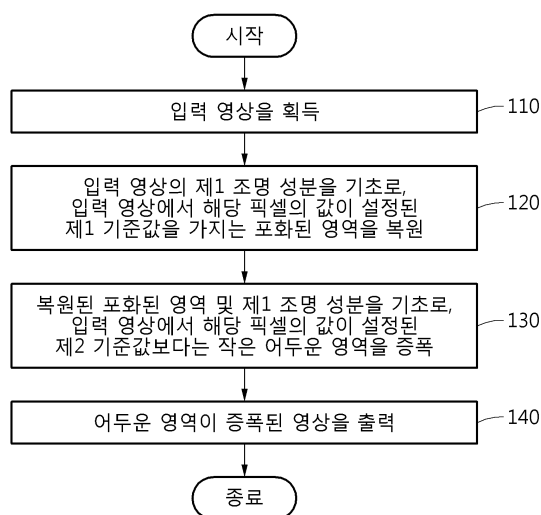 시작
입력 영상을 획득
110
입력 영상의 제1 조명 성분을 기초로,
입력 영상에서 해당 픽셀의 값이 설정된
제1 기준값을 가지는 포화된 영역을 복원
120
복원된 포화된 영역 및 제1 조명 성분을 기초로,
입력 영상에서 해당 픽셀의 값이 설정된
제2 기준값보다는 작은 어두운 영역을 증폭
130
어두운 영역이 증폭된 영상을 출력
140
종료